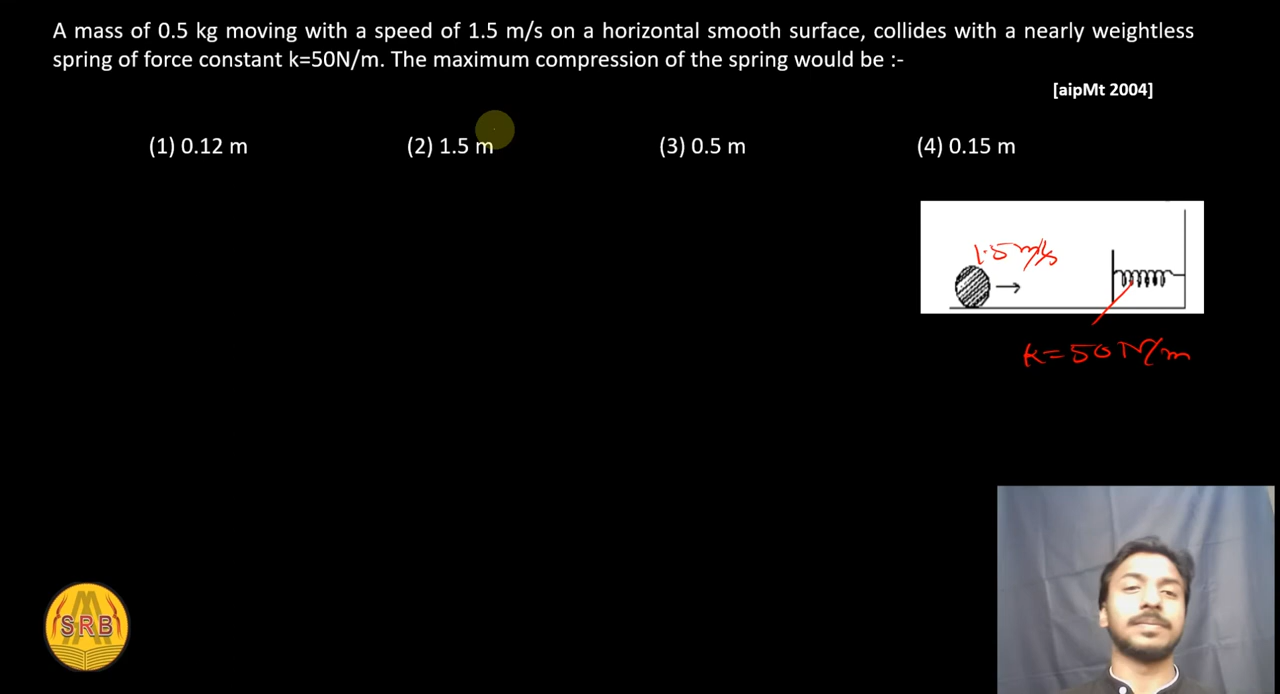 A mass of 0.5 kg moving with a speed of 1.5 m/s on a horizontal smooth surface, collides with a nearly weightless
spring of force constant k=50N/m. The maximum compression of the spring would be :-
[aipMt 2004]
(1) 0.12 m (2) 1.5 m (3) 0.5 m (4) 0.15 m
1.5 m/s
K=50 N/m
SRB